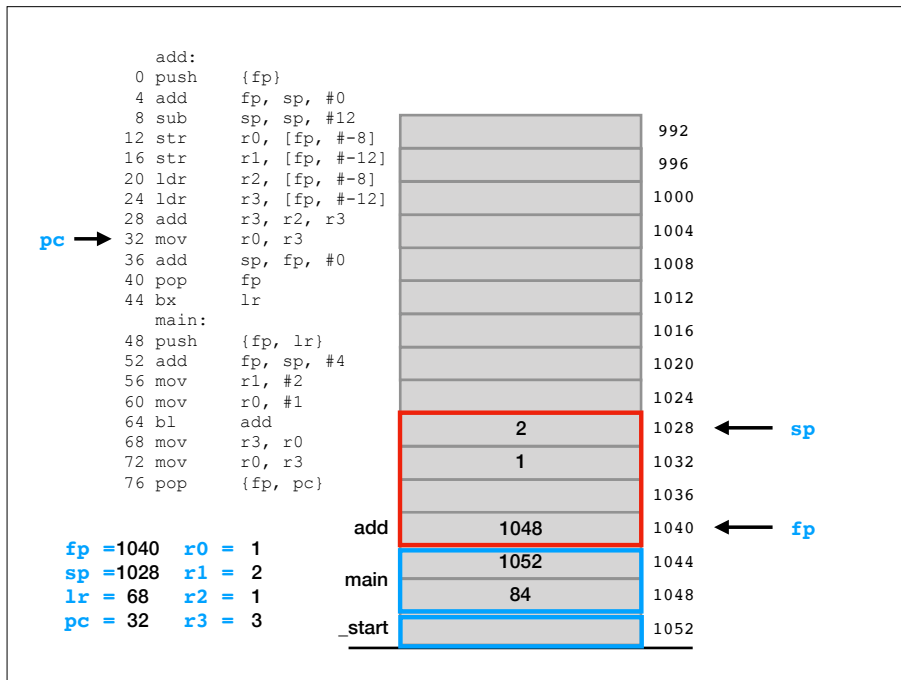 add:
0 push {fp}
4 add fp, sp, #0
8 sub sp, sp, #12
12 str r0, [fp, #-8]
16 str r1, [fp, #-12]
20 ldr r2, [fp, #-8]
24 ldr r3, [fp, #-12]
28 add r3, r2, r3
pc 32 mov r0, r3
36 add sp, fp, #0
40 pop fp
44 bx lr
main:
48 push {fp, lr}
52 add fp, sp, #4
56 mov r1, #2
60 mov r0, #1
64 bl add
68 mov r3, r0
72 mov r0, r3
76 pop {fp, pc}
fp =1040 r0 = 1
sp =1028 r1 = 2
lr = 68 r2 = 1
pc = 32 r3 = 3
992
996
1000
1004
1008
1012
1016
1020
1024
2 1028 sp
1 1032
1036
add 1048 1040 fp
1052 1044
main
84 1048
_start 1052